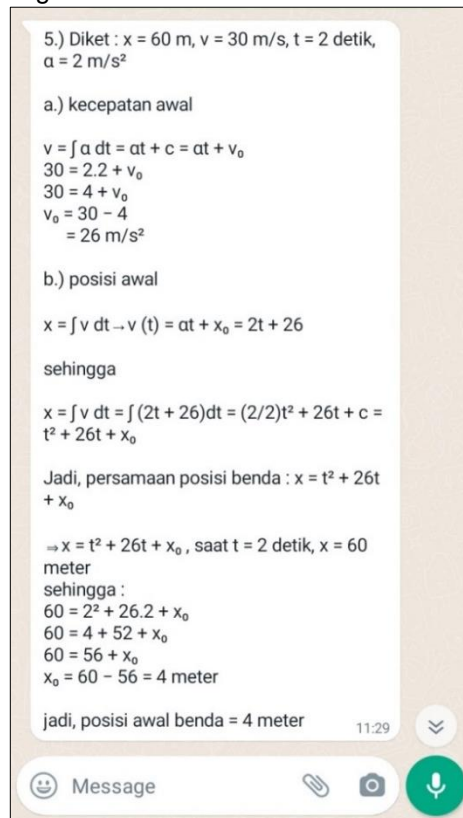 5.) Diket : x = 60 m, v = 30 m/s, t = 2 detik,
a = 2 m/s²
a.) kecepatan awal
v = ∫ a dt = at + c = at + v₀
30 = 2.2 + v₀
30 = 4 + v₀
v₀ = 30 − 4
= 26 m/s²
b.) posisi awal
x = ∫ v dt → v (t) = at + x₀ = 2t + 26
sehingga
x = ∫ v dt = ∫ (2t + 26)dt = (2/2)t² + 26t + c =
t² + 26t + x₀
Jadi, persamaan posisi benda : x = t² + 26t
+ x₀
⇒ x = t² + 26t + x₀ , saat t = 2 detik, x = 60
meter
sehingga :
60 = 2² + 26.2 + x₀
60 = 4 + 52 + x₀
60 = 56 + x₀
x₀ = 60 − 56 = 4 meter
jadi, posisi awal benda = 4 meter
11:29
Message